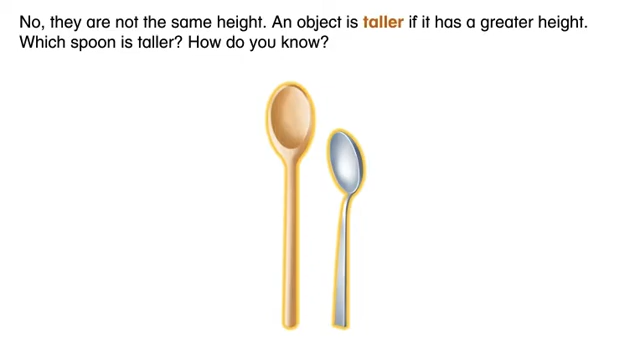 No, they are not the same height. An object is taller if it has a greater height.
Which spoon is taller? How do you know?